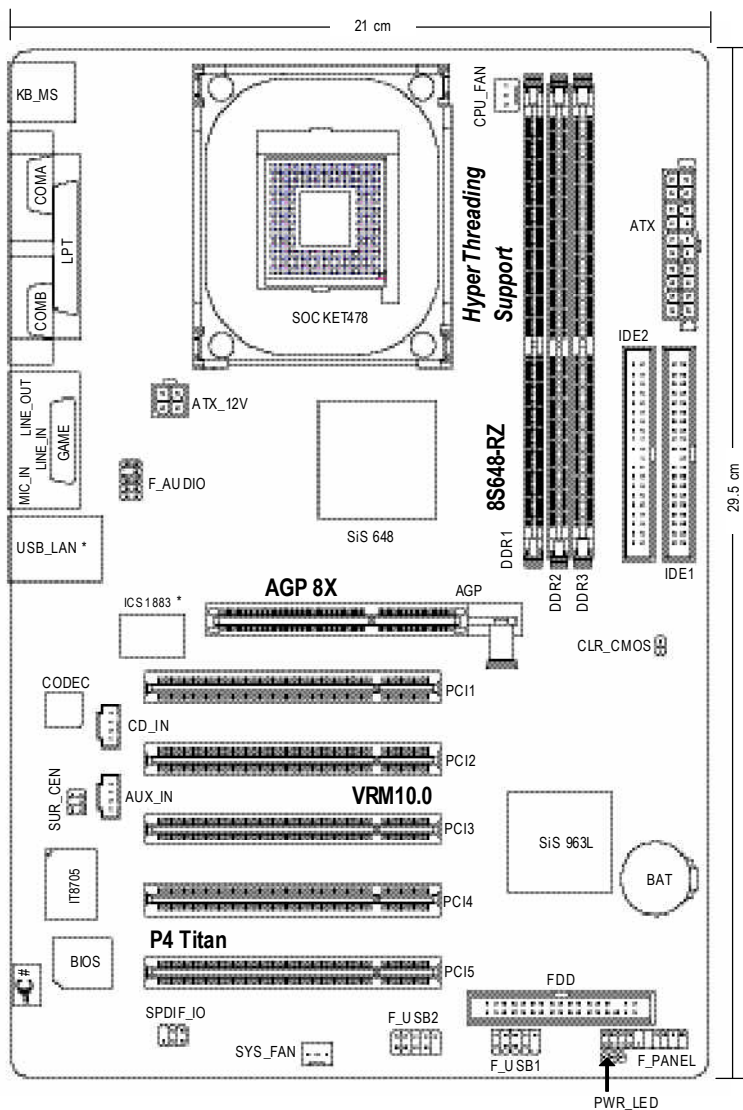 21 cm
KB_MS
CPU_FAN
COMA
LPT
COMB
Hyper Threading
Support
ATX
SOCKET478
IDE2
ATX_12V
LINE_OUT
MIC_IN
LINE_IN
GAME
F_AUDIO
SiS 648
8S648-RZ
29.5 cm
USB_LAN *
DDR1
DDR2
DDR3
IDE1
AGP 8X
AGP
ICS1883 *
CLR_CMOS
CODEC
PCI1
CD_IN
PCI2
SUR_CEN
AUX_IN
VRM10.0
PCI3
SiS 963L
IT8705
BAT
PCI4
P4 Titan
BIOS
PCI5
FDD
SPDIF_IO
F_USB2
SYS_FAN
F_USB1
F_PANEL
PWR_LED